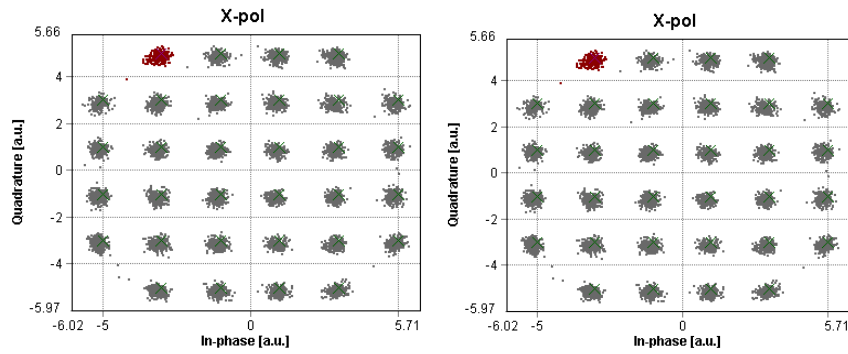 X-pol
5.66
4
2
0
-2
-4
-5.97
-6.02 -5 0 5.71
Quadrature [a.u.]
In-phase [a.u.]
X-pol
5.66
4
2
0
-2
-4
-5.97
-6.02 -5 0 5.71
Quadrature [a.u.]
In-phase [a.u.]